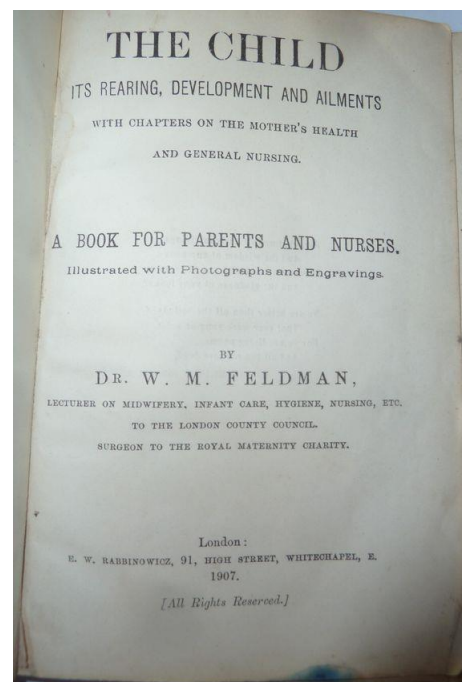 THE CHILD
ITS REARING, DEVELOPMENT AND AILMENTS
WITH CHAPTERS ON THE MOTHER'S HEALTH
AND GENERAL NURSING.
A BOOK FOR PARENTS AND NURSES.
Illustrated with Photographs and Engravings.
BY
DR. W. M. FELDMAN,
LECTURER ON MIDWIFERY, INFANT CARE, HYGIENE, NURSING, ETC.
TO THE LONDON COUNTY COUNCIL.
SURGEON TO THE ROYAL MATERNITY CHARITY.
London:
E. W. RABBINOWICZ, 91, HIGH STREET, WHITECHAPEL, E.
1907.
[All Rights Reserved.]